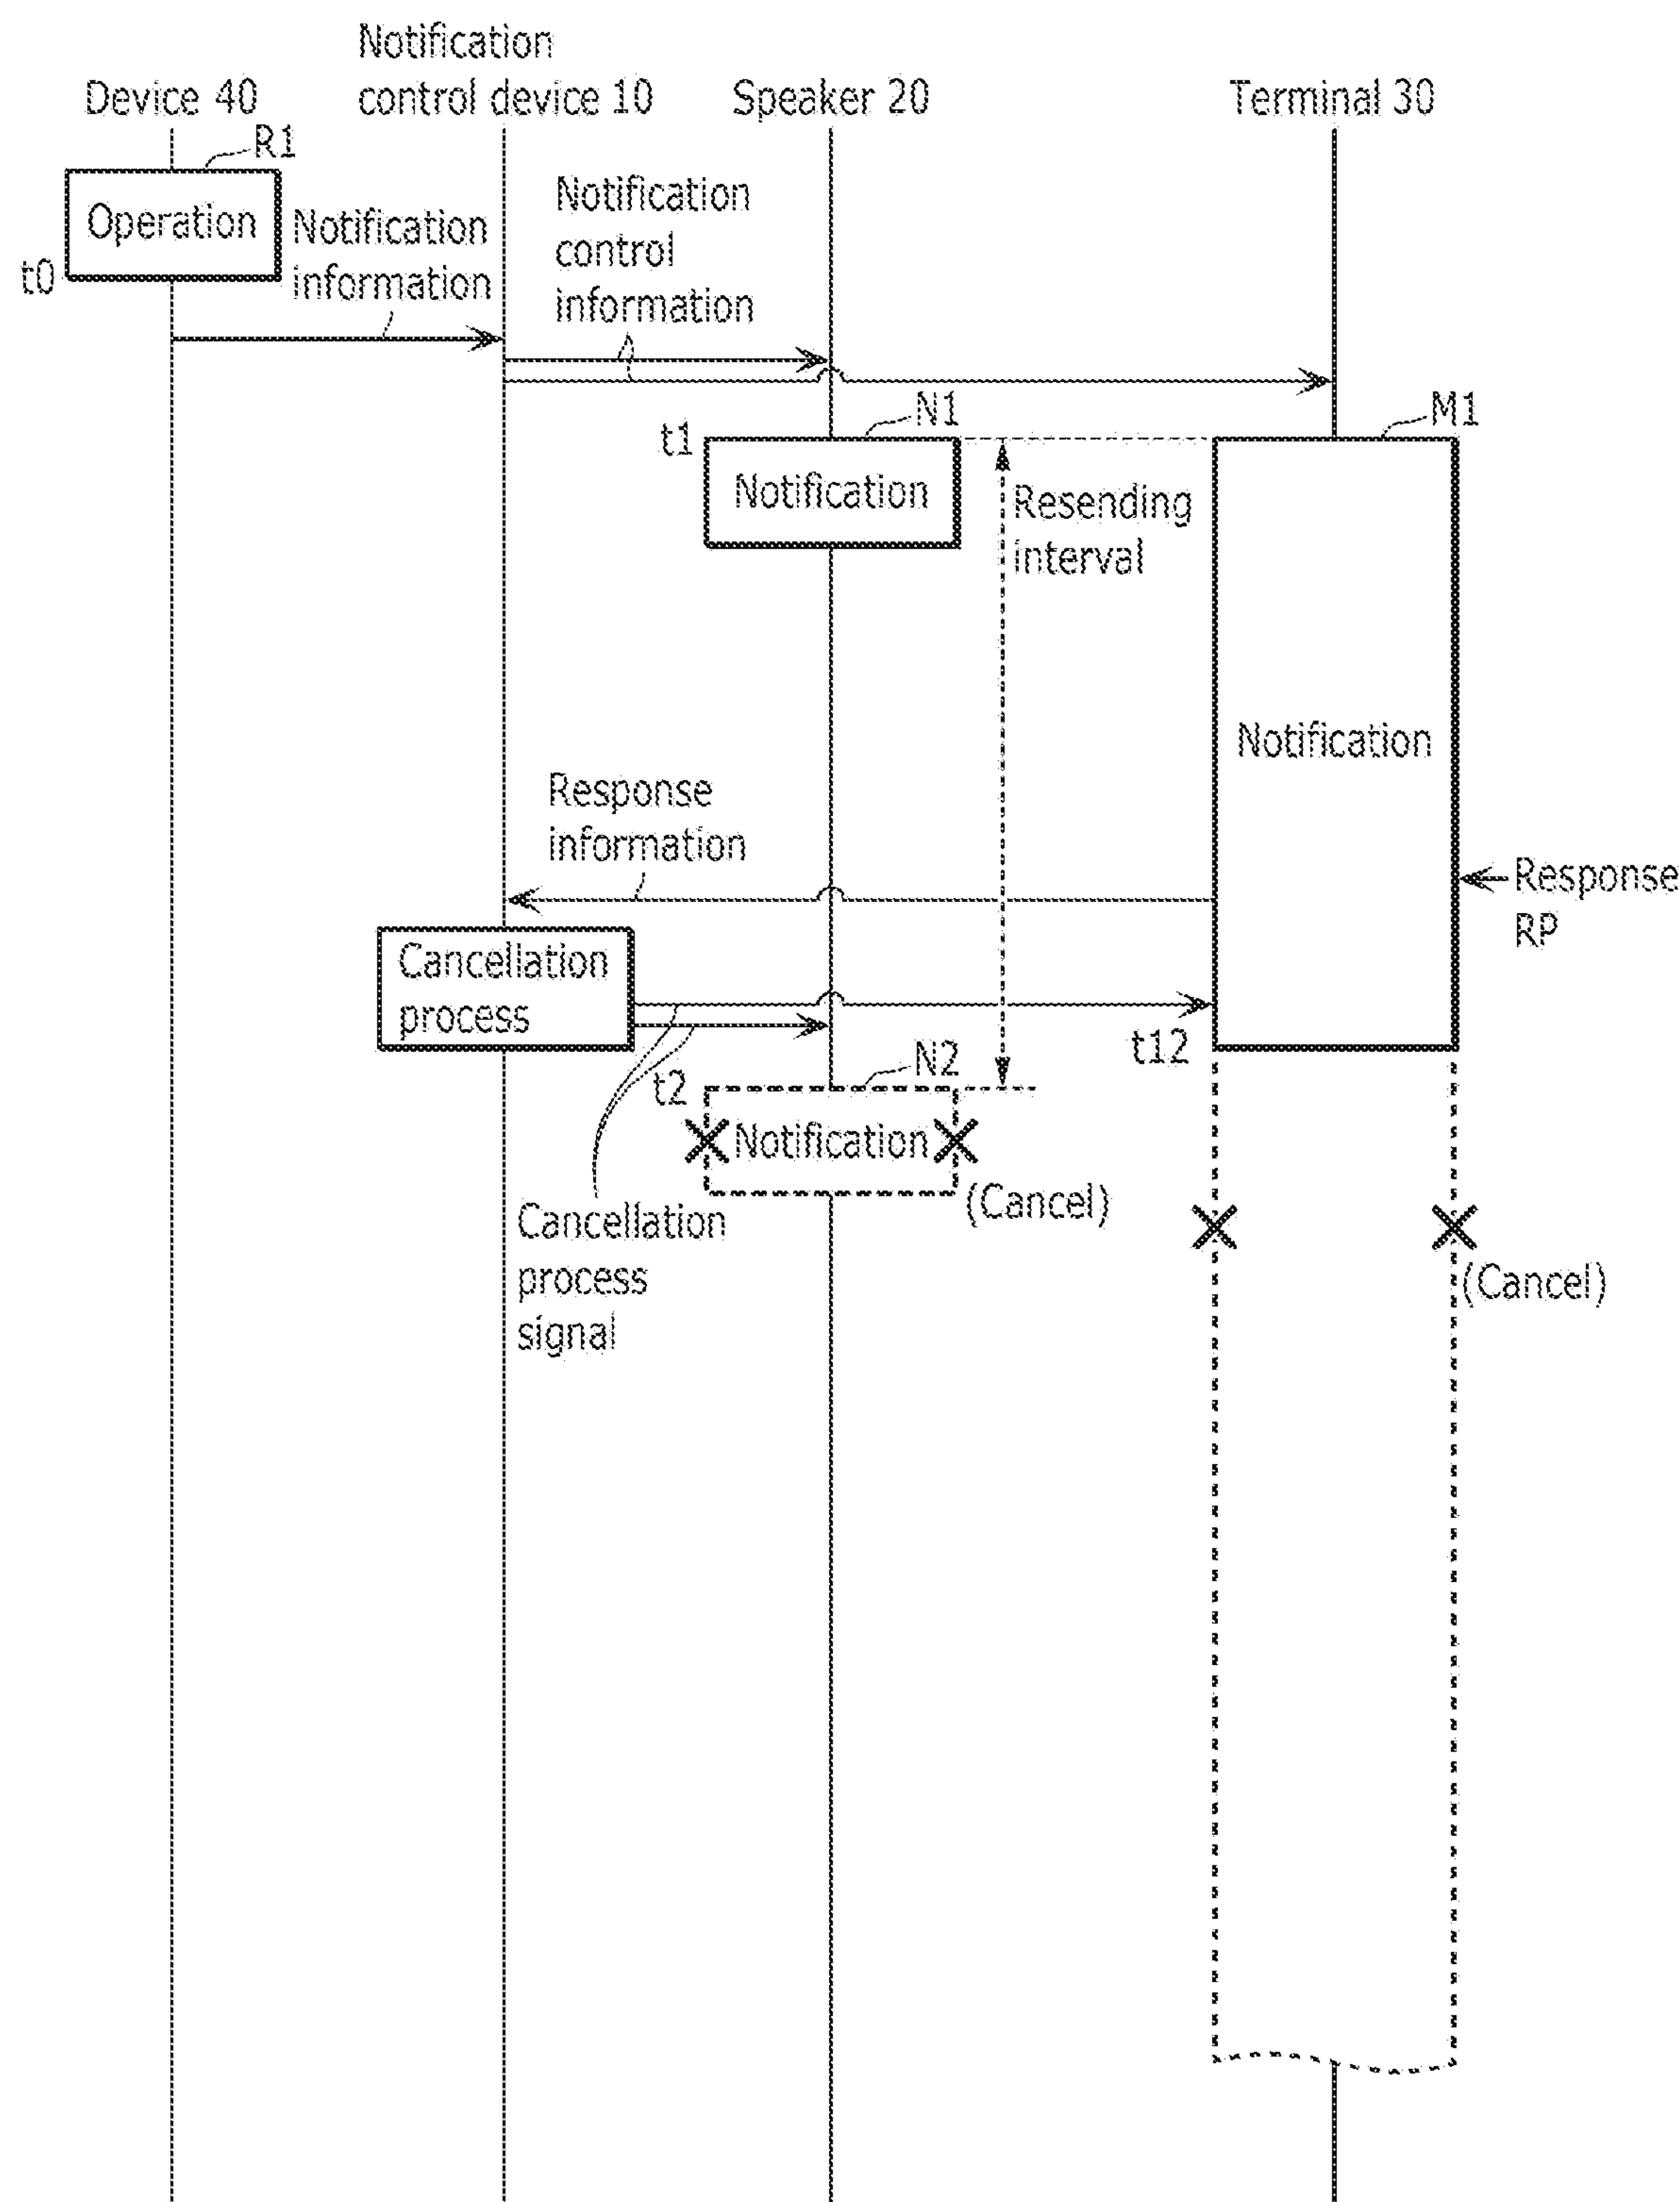 Notification
Device 40
control device 10
Speaker 20
Terminal 30
R1
Operation
t0
Notification
information
Notification
control
information
N1
M1
t1
Notification
Resending
interval
Notification
Response
information
Response
RP
Cancellation
process
t12
N2
t2
Notification
(Cancel)
Cancellation
process
signal
(Cancel)